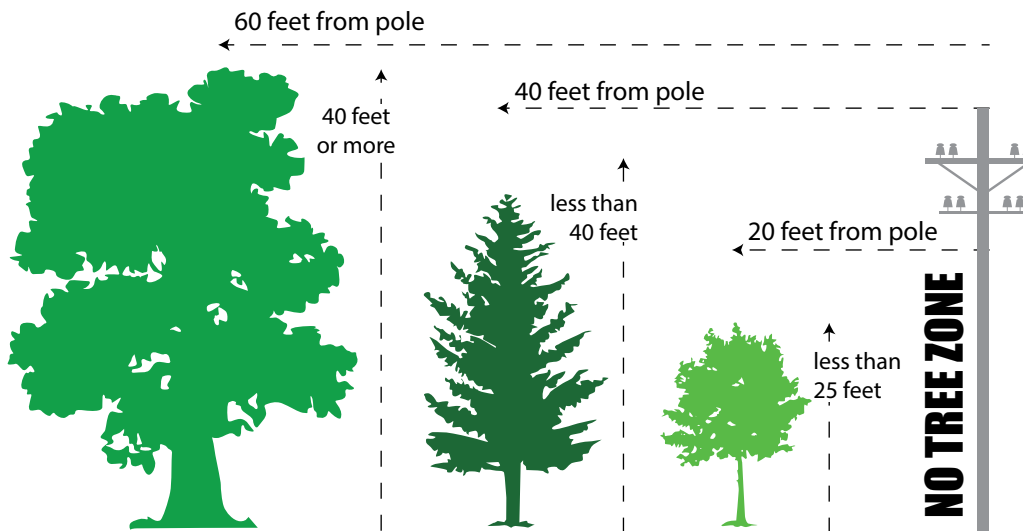 60 feet from pole
40 feet
or more
40 feet from pole
less than
40 feet
20 feet from pole
less than
25 feet
NO TREE ZONE